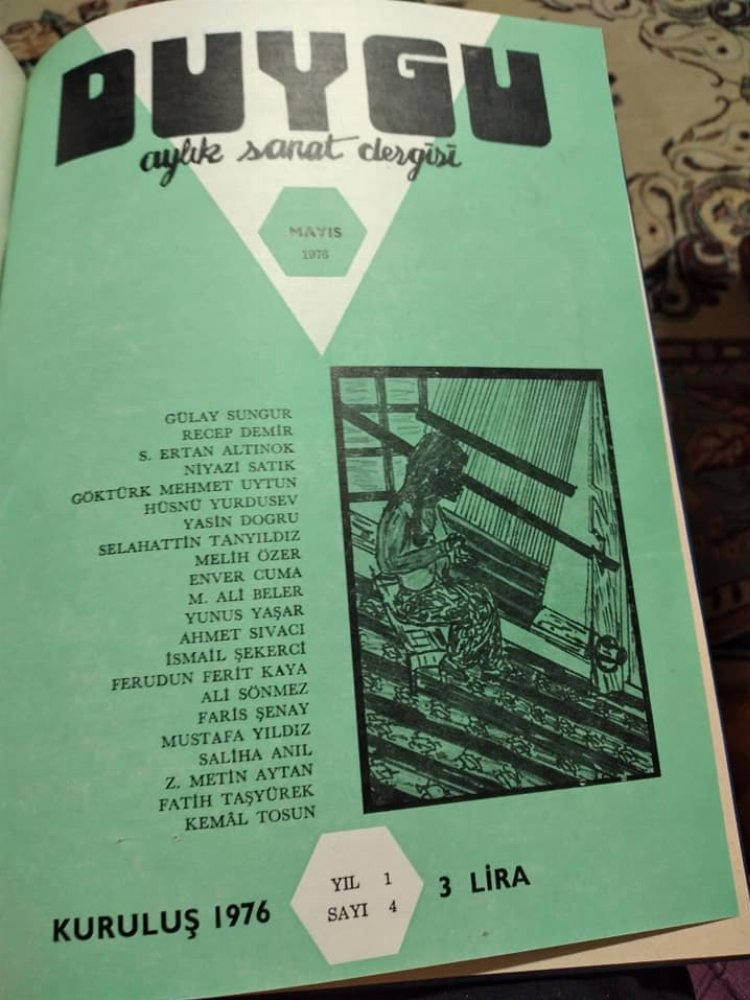 DUYGU
aylık sanat dergisi
MAYIS
1976
GÜLAY SUNGUR
RECEP DEMİR
S. ERTAN ALTINOK
NİYAZİ SATIK
GÖKTÜRK MEHMET UYTUN
HÜSNÜ YURDUSEV
YASİN DOGRU
SELAHATTİN TANYILDIZ
MELİH ÖZER
ENVER CUMA
M. ALİ BELER
YUNUS YAŞAR
AHMET SIVACI
İSMAİL ŞEKERCİ
FERUDUN FERİT KAYA
ALİ SÖNMEZ
FARİS ŞENAY
MUSTAFA YILDIZ
SALİHA ANIL
Z. METİN AYTAN
FATİH TAŞYÜREK
KEMÂL TOSUN
KURULUŞ 1976
YIL 1
SAYI 4
3 LİRA